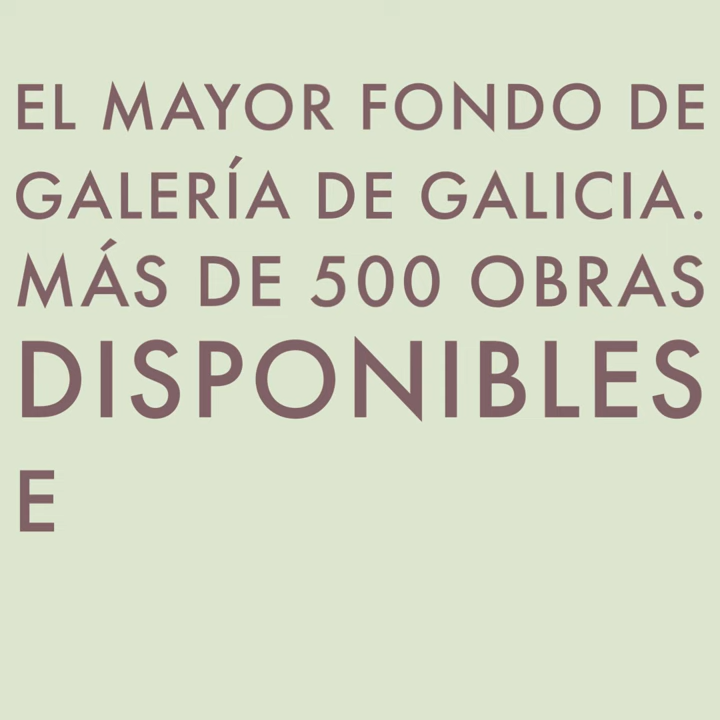 EL MAYOR FONDO DE
GALERÍA DE GALICIA.
MÁS DE 500 OBRAS
DISPONIBLES
E